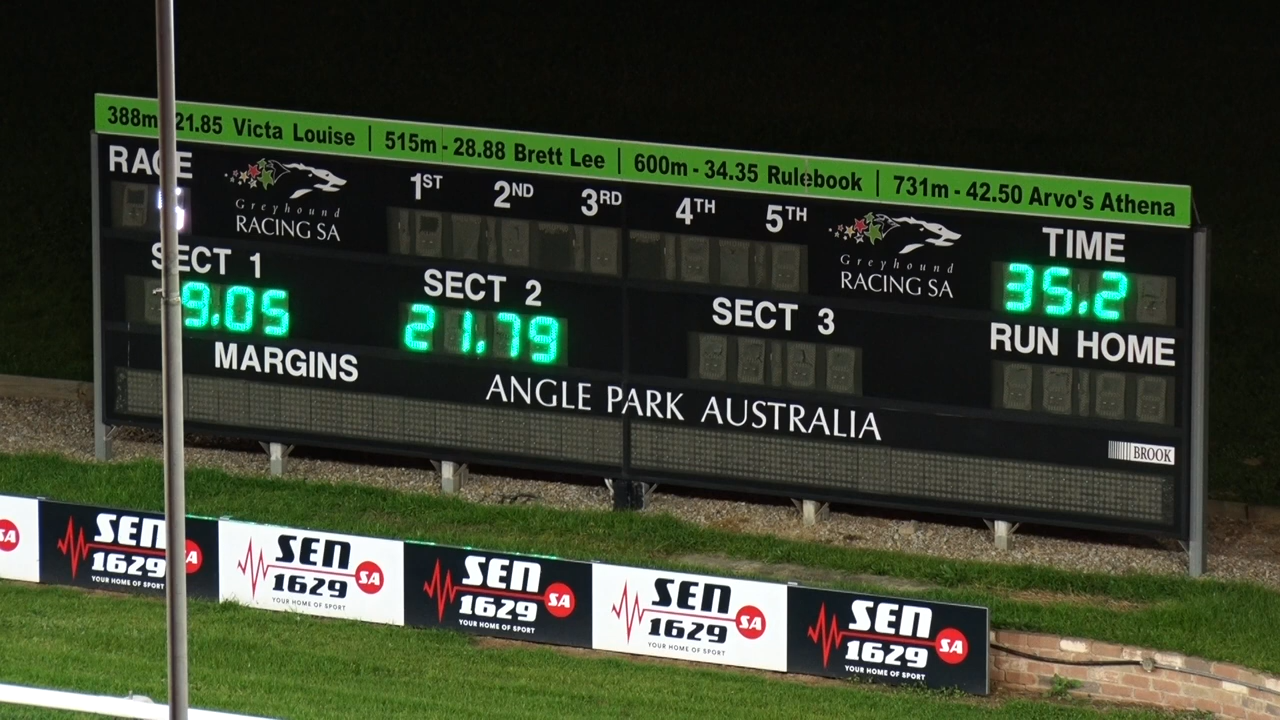 388m 21.85 Victa Louise | 515m - 28.88 Brett Lee | 600m - 34.35 Rulebook | 731m - 42.50 Arvo's Athena
RACE
Greyhound
RACING SA
1ST 2ND 3RD 4TH 5TH
Greyhound
RACING SA
TIME
35.2
SECT 1
9.05
SECT 2
21.79
SECT 3
RUN HOME
MARGINS
ANGLE PARK AUSTRALIA
BROOK
SA
SEN
1629
SA
YOUR HOME OF SPORT
SEN
1629
SA
YOUR HOME OF SPORT
SEN
1629
SA
YOUR HOME OF SPORT
SEN
1629
SA
YOUR HOME OF SPORT
SEN
1629
SA
YOUR HOME OF SPORT